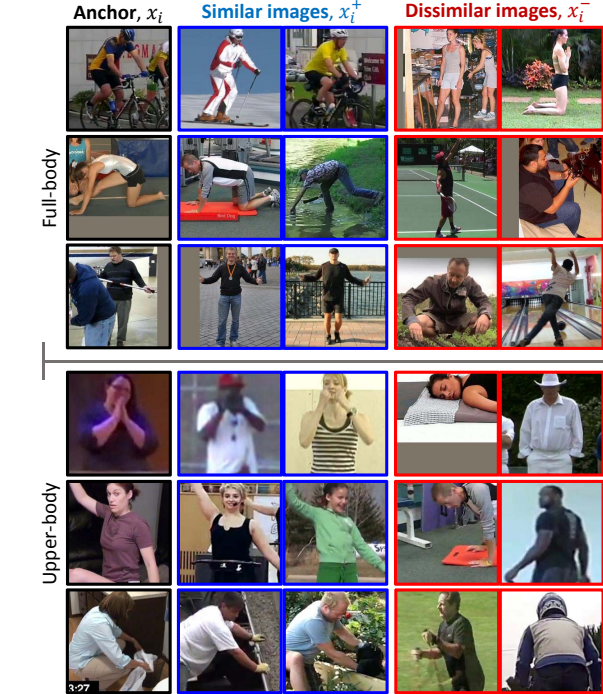 Anchor, xᵢ Similar images, xᵢ⁺ Dissimilar images, xᵢ⁻
Full-body
Upper-body
3:27